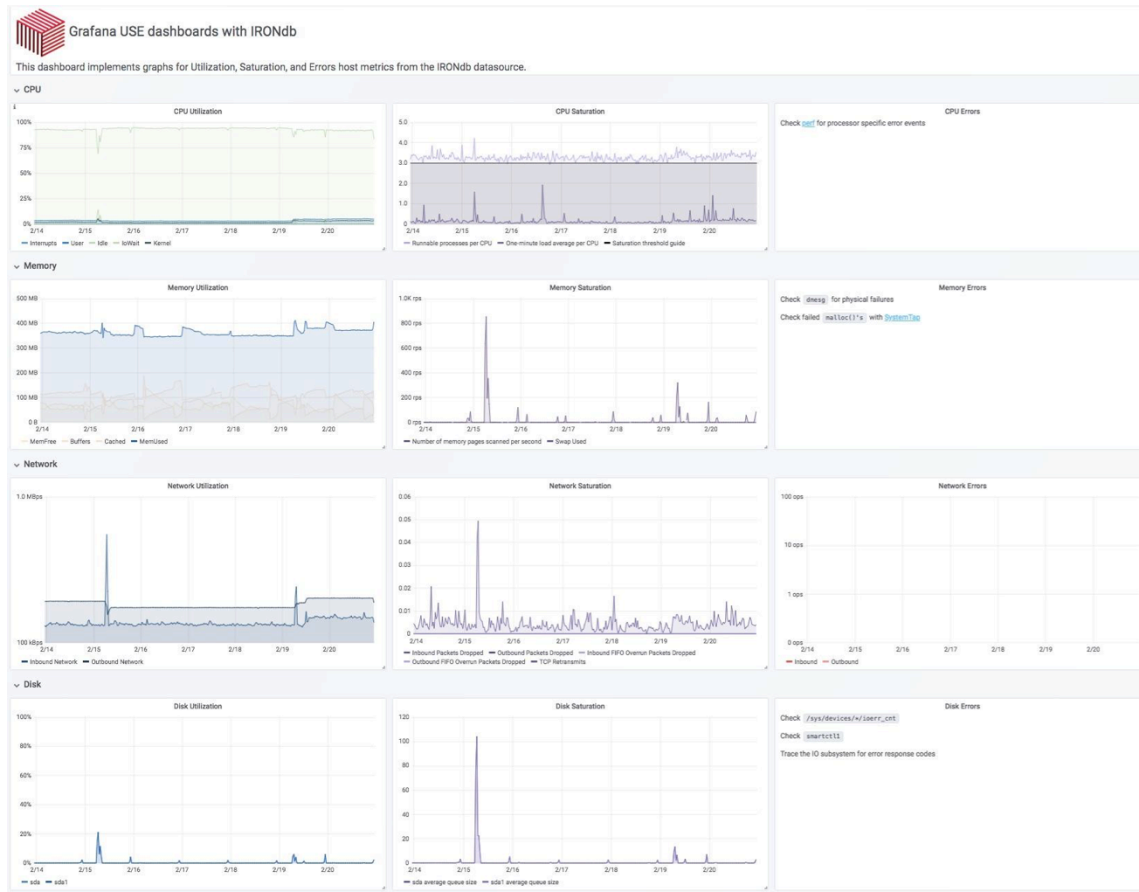 Grafana USE dashboards with IRONdb
This dashboard implements graphs for Utilization, Saturation, and Errors host metrics from the IRONdb datasource.
CPU
i
CPU Utilization
100%
75%
50%
25%
0%
2/14 2/15 2/16 2/17 2/18 2/19 2/20
Interrupts User Idle IoWait Kernel
CPU Saturation
5.0
4.0
3.0
2.0
1.0
0
2/14 2/15 2/16 2/17 2/18 2/19 2/20
Runnable processes per CPU One-minute load average per CPU Saturation threshold guide
CPU Errors
Check perf for processor specific error events
Memory
Memory Utilization
500 MB
400 MB
300 MB
200 MB
100 MB
0 B
2/14 2/15 2/16 2/17 2/18 2/19 2/20
MemFree Buffers Cached MemUsed
Memory Saturation
1.0K rps
800 rps
600 rps
400 rps
200 rps
0 rps
2/14 2/15 2/16 2/17 2/18 2/19 2/20
Number of memory pages scanned per second Swap Used
Memory Errors
Check dmesg for physical failures
Check failed malloc()'s with SystemTap
Network
Network Utilization
1.0 MBps
100 kBps
2/14 2/15 2/16 2/17 2/18 2/19 2/20
Inbound Network Outbound Network
Network Saturation
0.06
0.05
0.04
0.03
0.02
0.01
0
2/14 2/15 2/16 2/17 2/18 2/19 2/20
Inbound Packets Dropped Outbound Packets Dropped Inbound FIFO Overrun Packets Dropped
Outbound FIFO Overrun Packets Dropped TCP Retransmits
Network Errors
100 ops
10 ops
1 ops
0 ops
2/14 2/15 2/16 2/17 2/18 2/19 2/20
Inbound Outbound
Disk
Disk Utilization
100%
80%
60%
40%
20%
0%
2/14 2/15 2/16 2/17 2/18 2/19 2/20
sda sda1
Disk Saturation
120
100
80
60
40
20
0
2/14 2/15 2/16 2/17 2/18 2/19 2/20
sda average queue size sda1 average queue size
Disk Errors
Check /sys/devices/*/ioerr_cnt
Check smartctl1
Trace the IO subsystem for error response codes